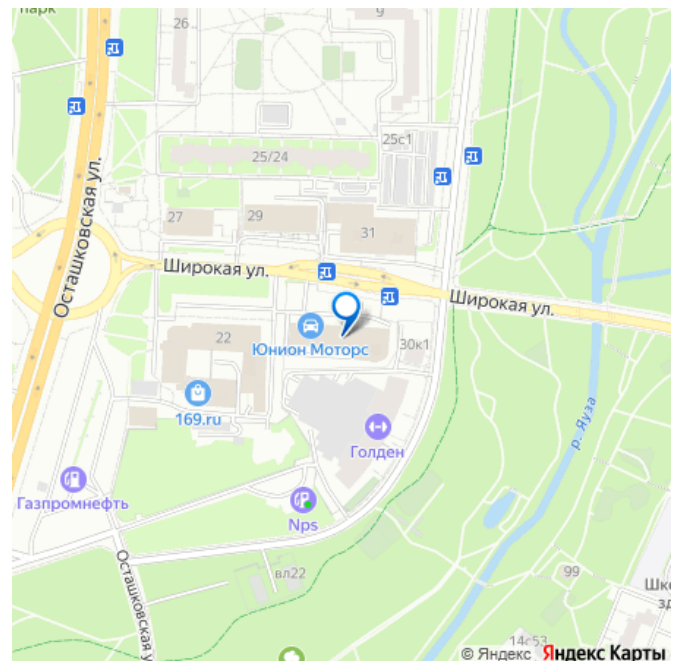 парк
26
9
25с1
25/24
27
29
31
Осташковская ул.
Широкая ул.
Широкая ул.
22
Юнион Моторс
30к1
169.ru
Голден
р. Яуза
Газпромнефть
Nps
Осташковская у
вл22
99
Шко
зд
14с53
© Яндекс Яндекс Карты